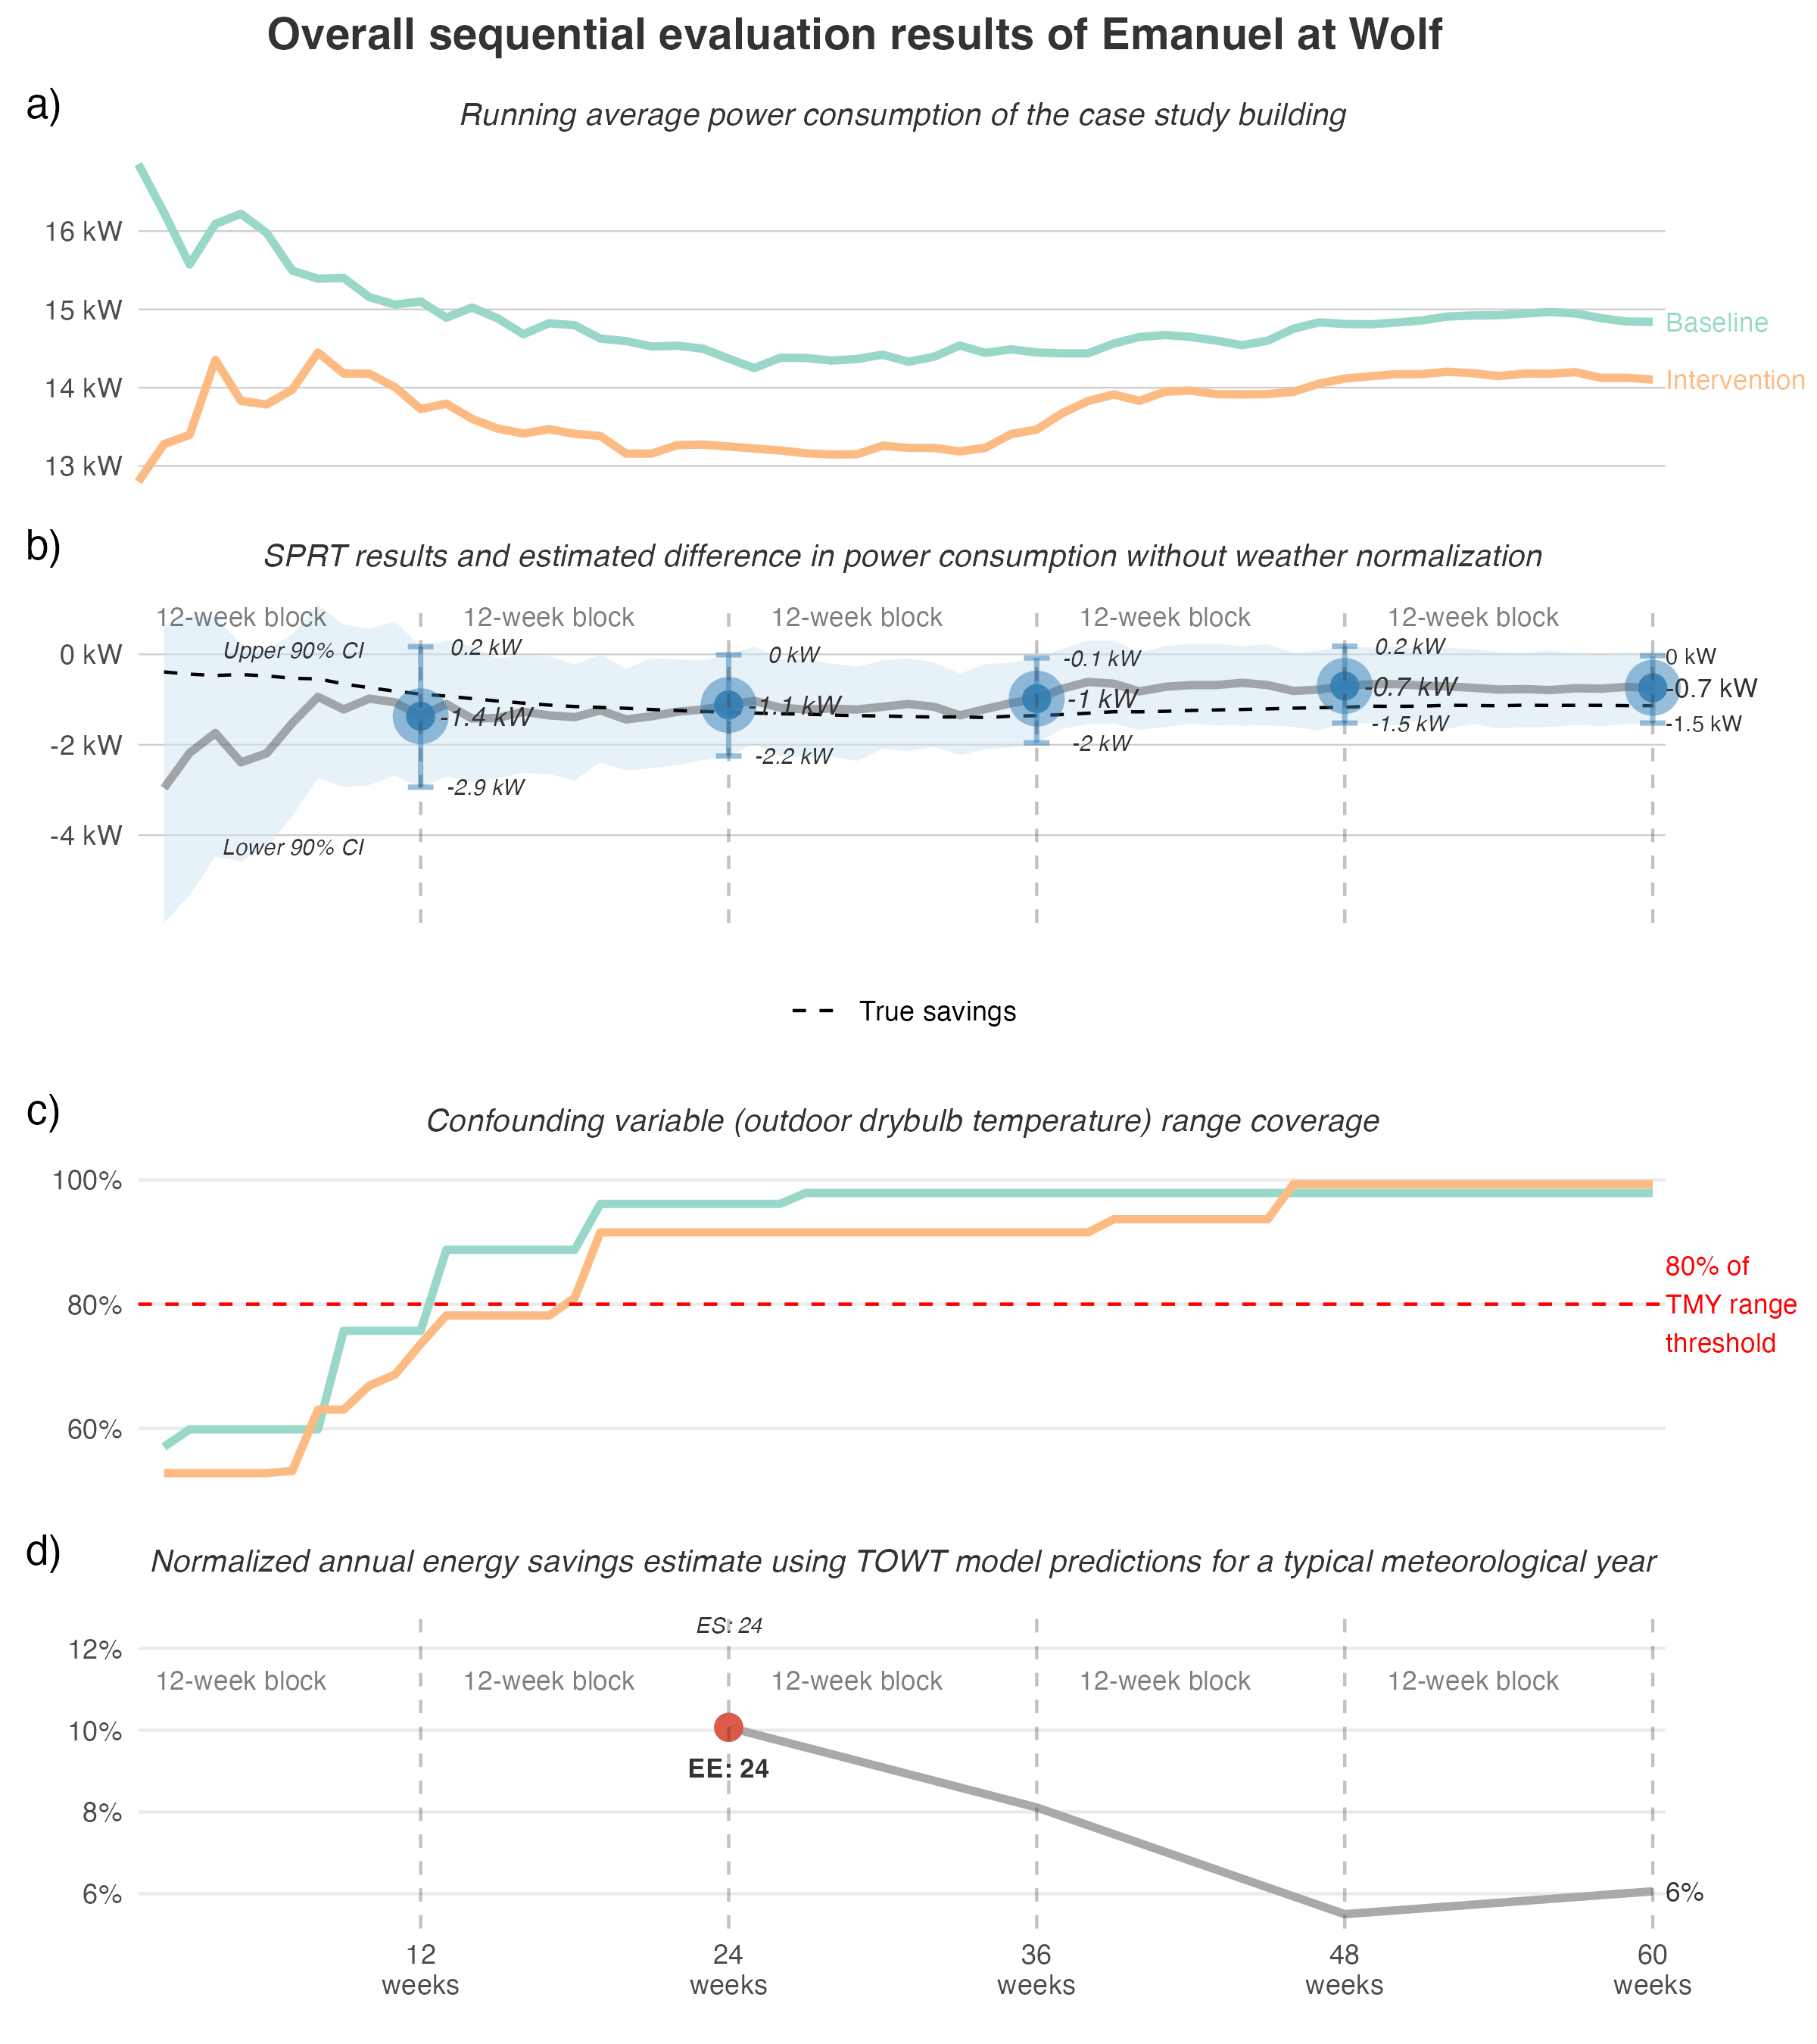 Overall sequential evaluation results of Emanuel at Wolf
a)
Running average power consumption of the case study building
16 kW
15 kW
14 kW
13 kW
Baseline
Intervention
b)
SPRT results and estimated difference in power consumption without weather normalization
12-week block 12-week block 12-week block 12-week block 12-week block
0 kW
-2 kW
-4 kW
Upper 90% CI
Lower 90% CI
0.2 kW
-1.4 kW
-2.9 kW
0 kW
-1.1 kW
-2.2 kW
-0.1 kW
-1 kW
-2 kW
0.2 kW
-0.7 kW
-1.5 kW
0 kW
-0.7 kW
-1.5 kW
True savings
c)
Confounding variable (outdoor drybulb temperature) range coverage
100%
80%
60%
80% of
TMY range
threshold
d)
Normalized annual energy savings estimate using TOWT model predictions for a typical meteorological year
ES: 24
12%
10%
8%
6%
12-week block 12-week block 12-week block 12-week block 12-week block
EE: 24
6%
12 weeks
24 weeks
36 weeks
48 weeks
60 weeks